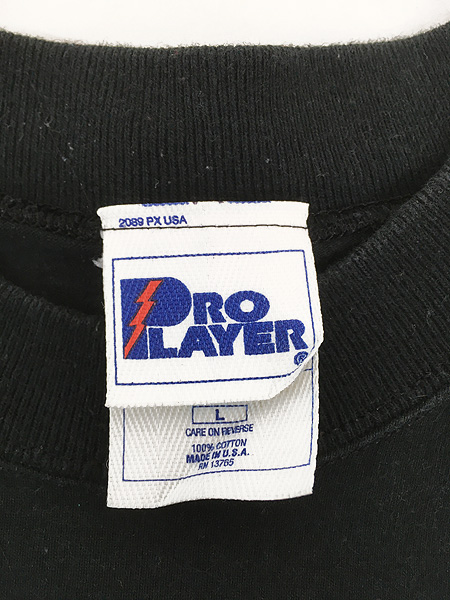 2089 PX USA
PRO
PLAYER
®
L
CARE ON REVERSE
100% COTTON
MADE IN U.S.A.
RN 13765